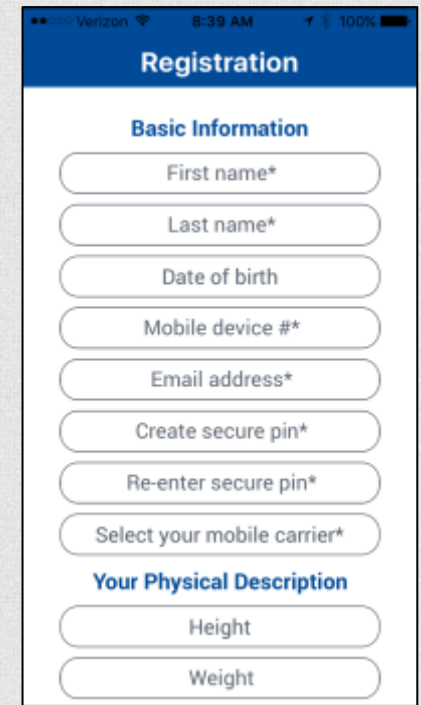 Verizon 8:39 AM 100%
Registration
Basic Information
First name*
Last name*
Date of birth
Mobile device #*
Email address*
Create secure pin*
Re-enter secure pin*
Select your mobile carrier*
Your Physical Description
Height
Weight